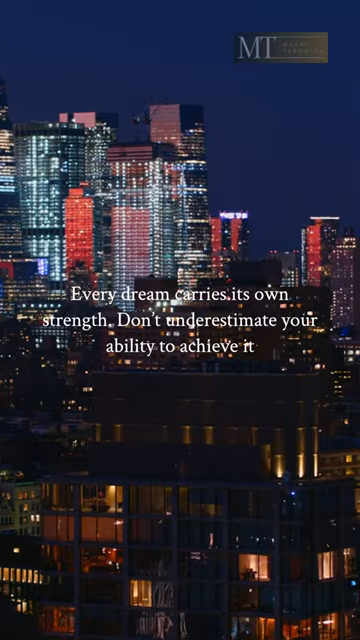 MT
Every dream carries its own
strength. Don't underestimate your
ability to achieve it